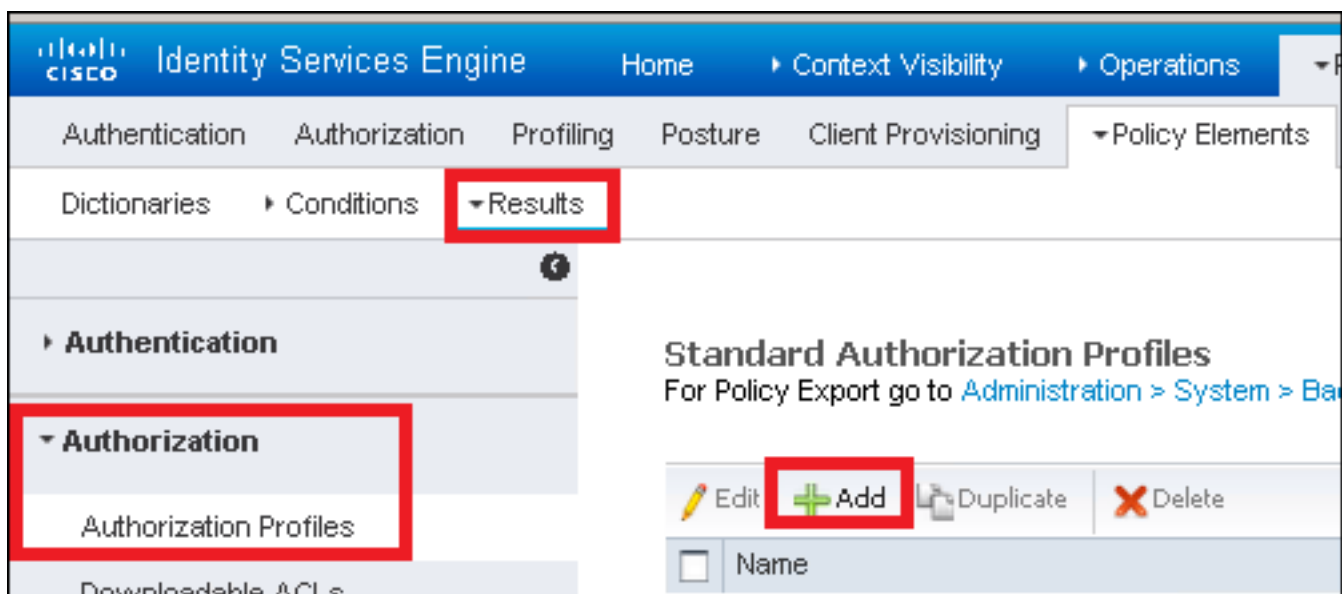 CISCO Identity Services Engine Home Context Visibility Operations
Authentication Authorization Profiling Posture Client Provisioning Policy Elements
Dictionaries Conditions Results
Authentication
Standard Authorization Profiles
For Policy Export go to Administration > System >
Authorization
Edit Add Duplicate Delete
Authorization Profiles
Name
Downloadable ACLs